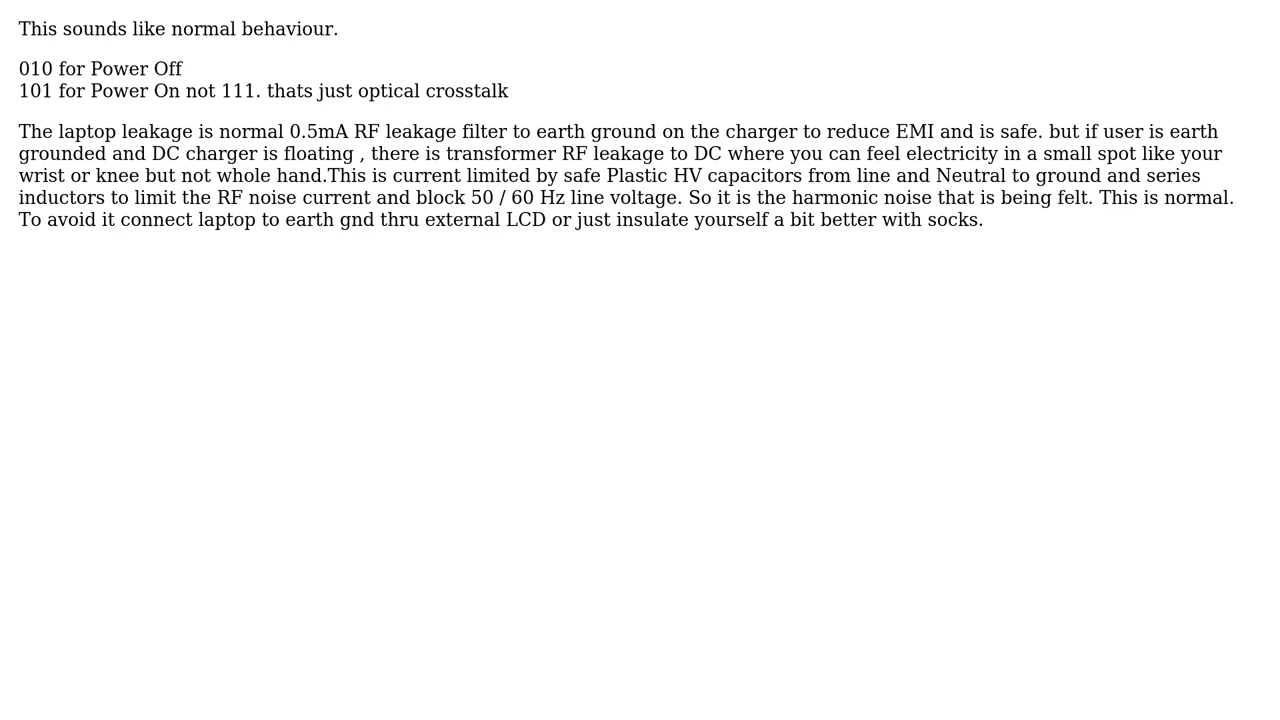 This sounds like normal behaviour.
010 for Power Off
101 for Power On not 111. thats just optical crosstalk
The laptop leakage is normal 0.5mA RF leakage filter to earth ground on the charger to reduce EMI and is safe. but if user is earth
grounded and DC charger is floating , there is transformer RF leakage to DC where you can feel electricity in a small spot like your
wrist or knee but not whole hand.This is current limited by safe Plastic HV capacitors from line and Neutral to ground and series
inductors to limit the RF noise current and block 50 / 60 Hz line voltage. So it is the harmonic noise that is being felt. This is normal.
To avoid it connect laptop to earth gnd thru external LCD or just insulate yourself a bit better with socks.